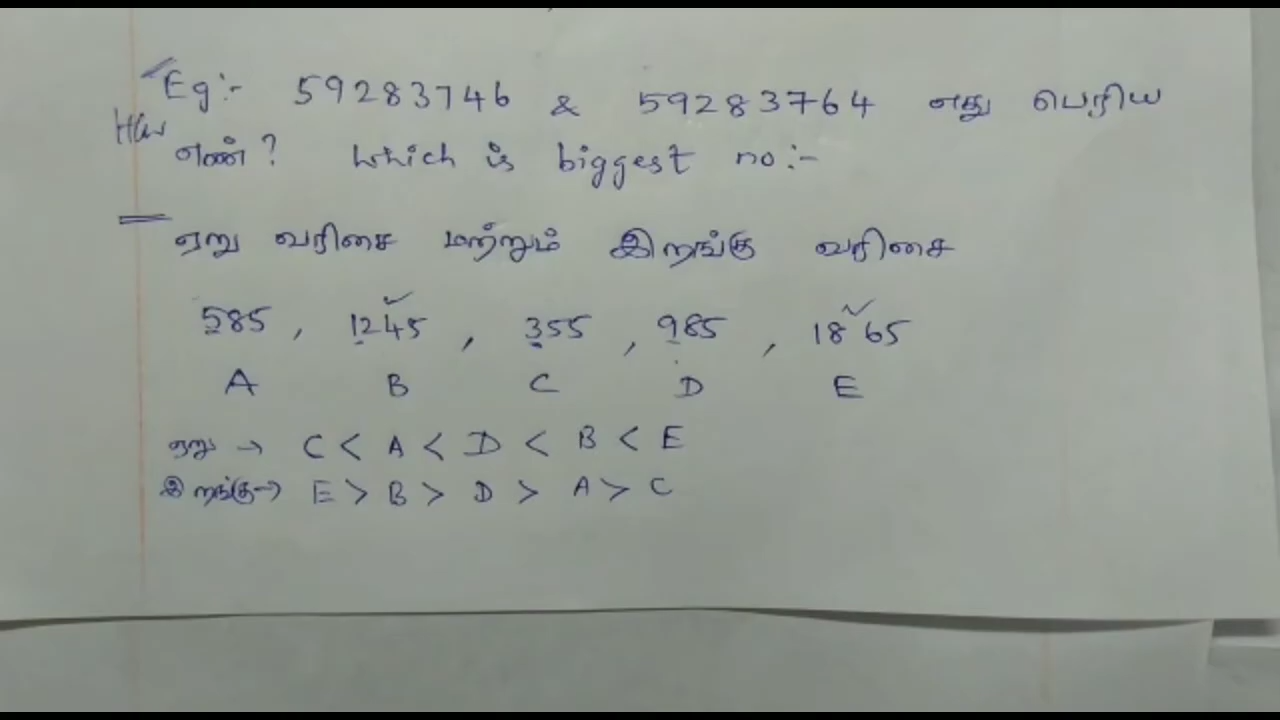 Eg:- 59283746 & 59283764 எது பெரிய
HW
எண்? Which is biggest no:-
ஏறு வரிசை மற்றும் இறங்கு வரிசை
585, 1245, 355, 985, 1865
A B C D E
ஏறு → C < A < D < B < E
இறங்கு → E > B > D > A > C